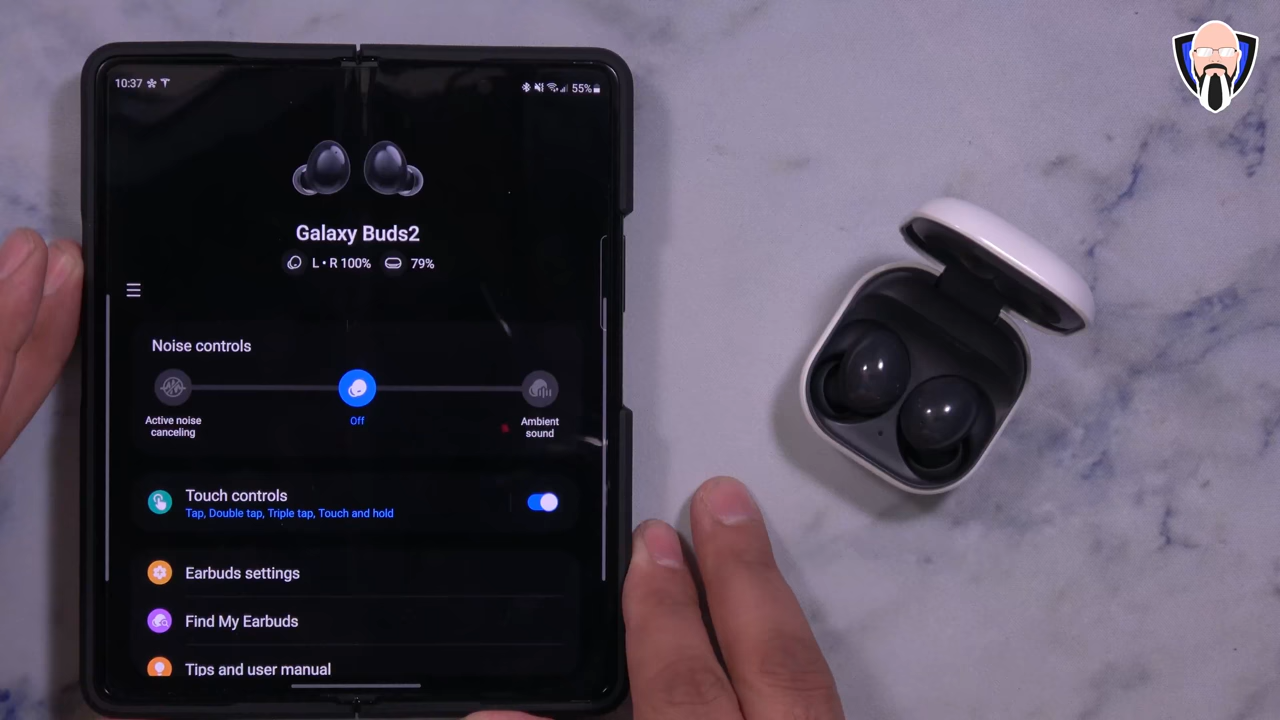 10:37
55%
Galaxy Buds2
L • R 100% 79%
Noise controls
Active noise
canceling
Off
Ambient
sound
Touch controls
Tap, Double tap, Triple tap, Touch and hold
Earbuds settings
Find My Earbuds
Tips and user manual